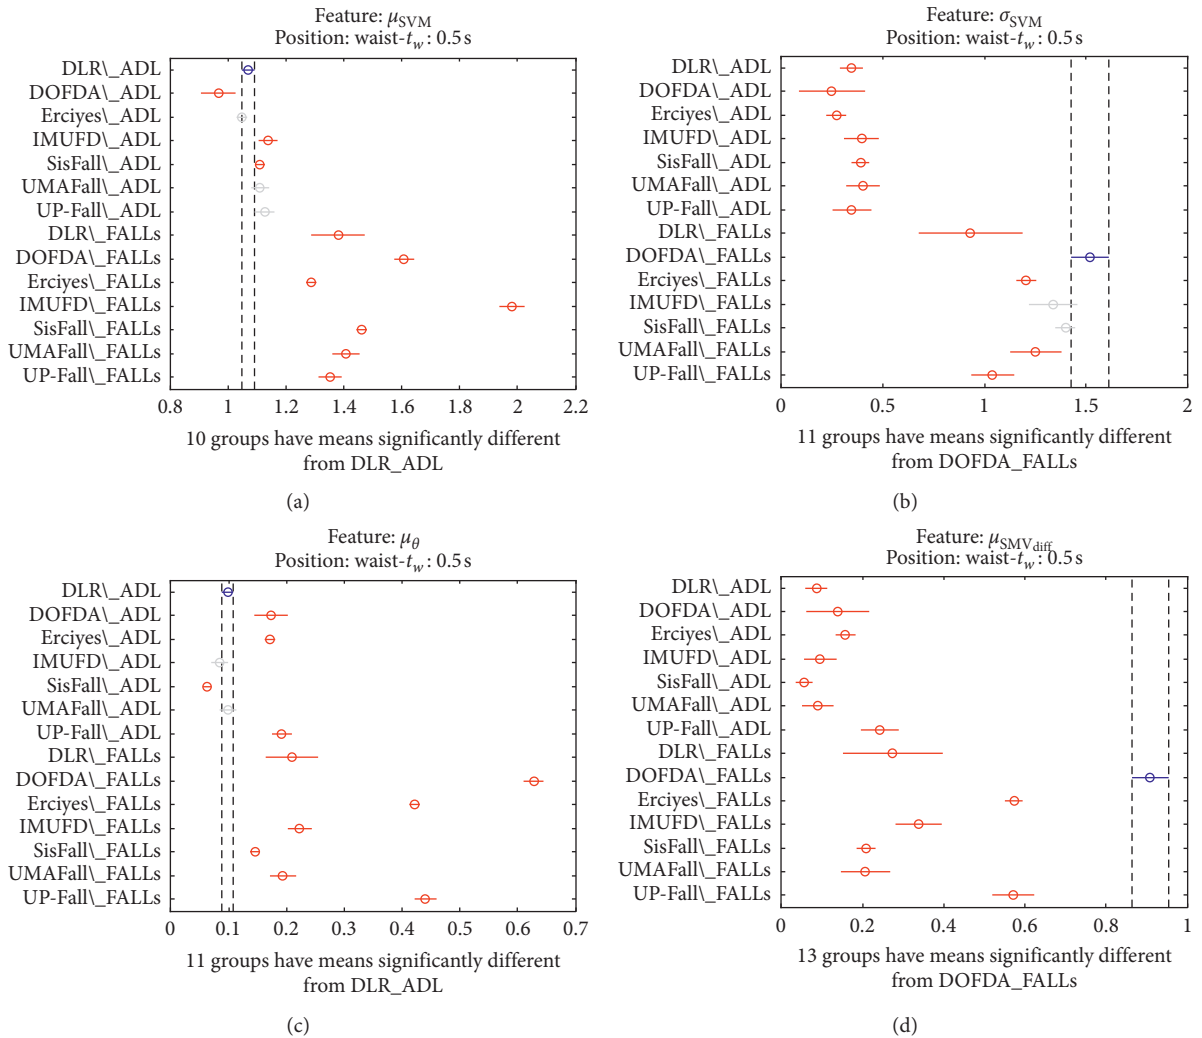 Feature: μSVM
Position: waist-tw: 0.5 s
DLR\_ADL
DOFDA\_ADL
Erciyes\_ADL
IMUFD\_ADL
SisFall\_ADL
UMAFall\_ADL
UP-Fall\_ADL
DLR\_FALLs
DOFDA\_FALLs
Erciyes\_FALLs
IMUFD\_FALLs
SisFall\_FALLs
UMAFall\_FALLs
UP-Fall\_FALLs
0.8 1 1.2 1.4 1.6 1.8 2 2.2
10 groups have means significantly different
from DLR_ADL
(a)
Feature: σSVM
Position: waist-tw: 0.5 s
DLR\_ADL
DOFDA\_ADL
Erciyes\_ADL
IMUFD\_ADL
SisFall\_ADL
UMAFall\_ADL
UP-Fall\_ADL
DLR\_FALLs
DOFDA\_FALLs
Erciyes\_FALLs
IMUFD\_FALLs
SisFall\_FALLs
UMAFall\_FALLs
UP-Fall\_FALLs
0 0.5 1 1.5 2
11 groups have means significantly different
from DOFDA_FALLs
(b)
Feature: μθ
Position: waist-tw: 0.5 s
DLR\_ADL
DOFDA\_ADL
Erciyes\_ADL
IMUFD\_ADL
SisFall\_ADL
UMAFall\_ADL
UP-Fall\_ADL
DLR\_FALLs
DOFDA\_FALLs
Erciyes\_FALLs
IMUFD\_FALLs
SisFall\_FALLs
UMAFall\_FALLs
UP-Fall\_FALLs
0 0.1 0.2 0.3 0.4 0.5 0.6 0.7
11 groups have means significantly different
from DLR_ADL
(c)
Feature: μSMVdiff
Position: waist-tw: 0.5 s
DLR\_ADL
DOFDA\_ADL
Erciyes\_ADL
IMUFD\_ADL
SisFall\_ADL
UMAFall\_ADL
UP-Fall\_ADL
DLR\_FALLs
DOFDA\_FALLs
Erciyes\_FALLs
IMUFD\_FALLs
SisFall\_FALLs
UMAFall\_FALLs
UP-Fall\_FALLs
0 0.2 0.4 0.6 0.8 1
13 groups have means significantly different
from DOFDA_FALLs
(d)